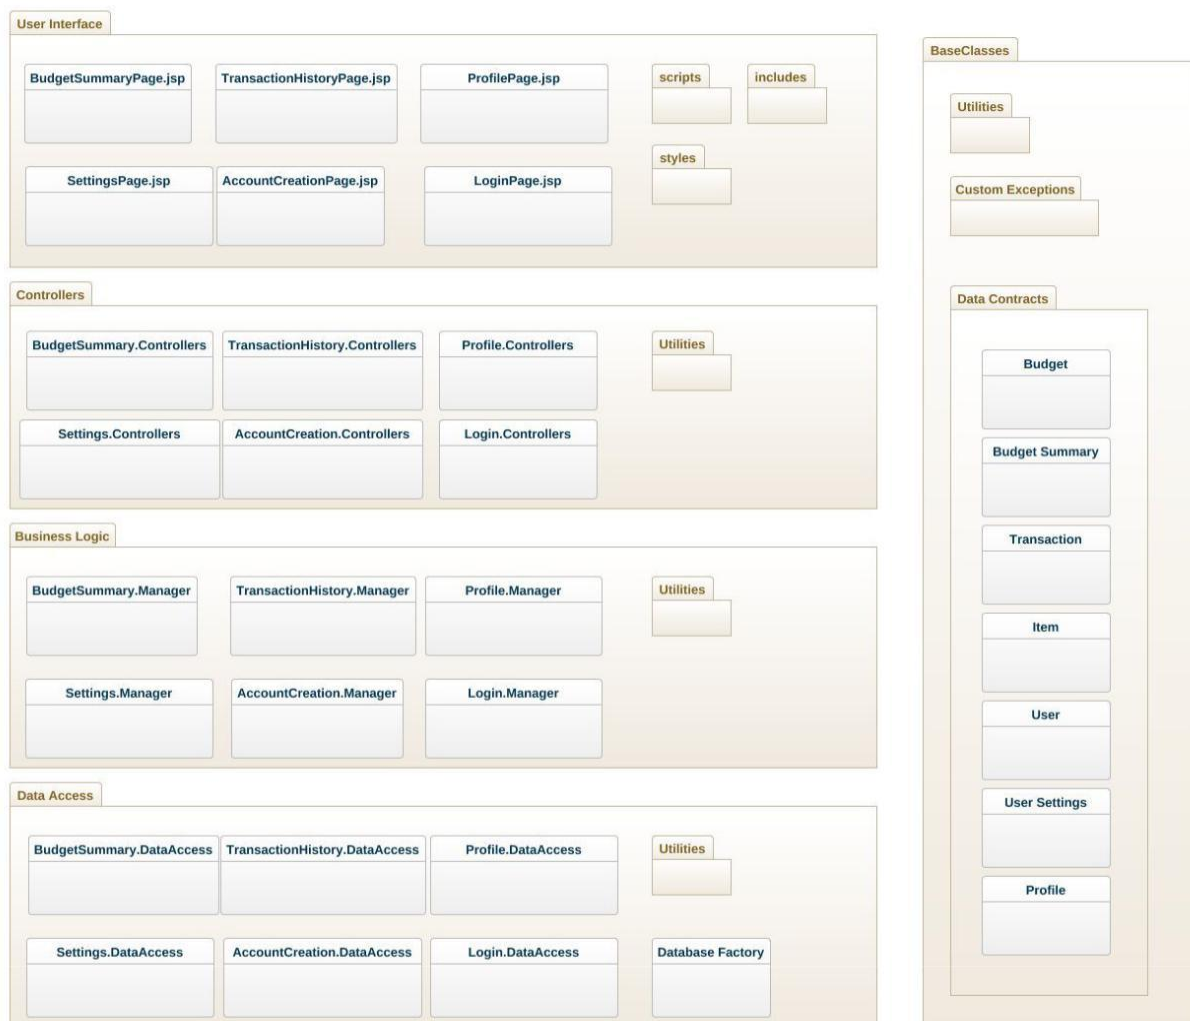 User Interface
BudgetSummaryPage.jsp
TransactionHistoryPage.jsp
ProfilePage.jsp
scripts
includes
styles
SettingsPage.jsp
AccountCreationPage.jsp
LoginPage.jsp
Controllers
BudgetSummary.Controllers
TransactionHistory.Controllers
Profile.Controllers
Utilities
Settings.Controllers
AccountCreation.Controllers
Login.Controllers
Business Logic
BudgetSummary.Manager
TransactionHistory.Manager
Profile.Manager
Utilities
Settings.Manager
AccountCreation.Manager
Login.Manager
Data Access
BudgetSummary.DataAccess
TransactionHistory.DataAccess
Profile.DataAccess
Utilities
Settings.DataAccess
AccountCreation.DataAccess
Login.DataAccess
Database Factory
BaseClasses
Utilities
Custom Exceptions
Data Contracts
Budget
Budget Summary
Transaction
Item
User
User Settings
Profile